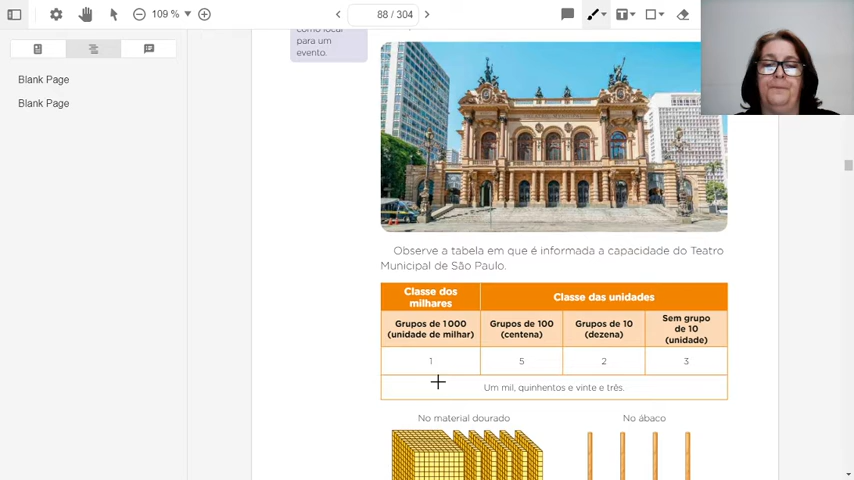 109 %
88 / 304
Blank Page
Blank Page
para um
evento.
Observe a tabela em que é informada a capacidade do Teatro
Municipal de São Paulo.
Classe dos milhares
Classe das unidades
Grupos de 1 000 (unidade de milhar)
Grupos de 100 (centena)
Grupos de 10 (dezena)
Sem grupo de 10 (unidade)
1
5
2
3
Um mil, quinhentos e vinte e três.
No material dourado
No ábaco